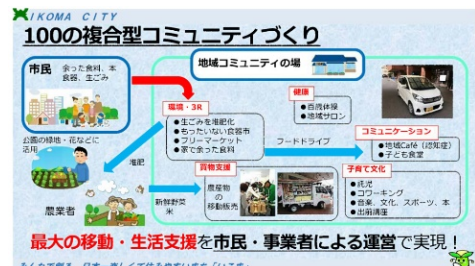 IKOMA CITY
100の複合型コミュニティづくり
市民
余った食料、本
食器、生ごみ
地域コミュニティの場
環境・3R
●生ごみを堆肥化
●もったいない食器市
●フリーマーケット
●家で余った食料
健康
●百歳体操
●地域サロン
フードドライブ
コミュニケーション
●地域Café（認知症）
●子ども食堂
公園の緑地・花などに
活用
堆肥
農業者
新鮮野菜
米
買物支援
農産物
の
移動販売
子育て文化
●託児
●コワーキング
●音楽、文化、スポーツ、本
●出前講座
最大の移動・生活支援を市民・事業者による運営で実現！